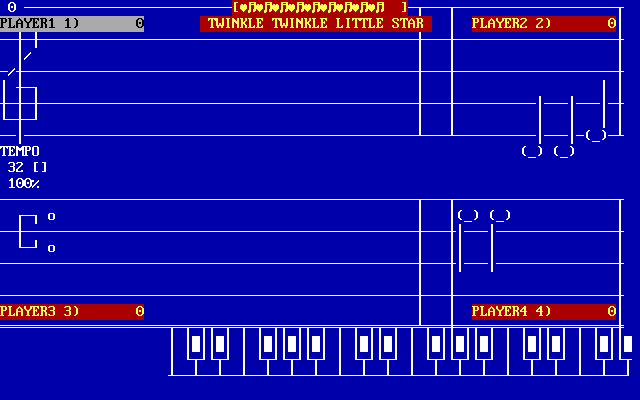 0
[♥♫♥♫♥♫♥♫♥♫♥♫♥♫♥♫♥♫ ]
PLAYER1 1) 0
TWINKLE TWINKLE LITTLE STAR
PLAYER2 2) 0
TEMPO
32 []
100%
PLAYER3 3) 0
PLAYER4 4) 0